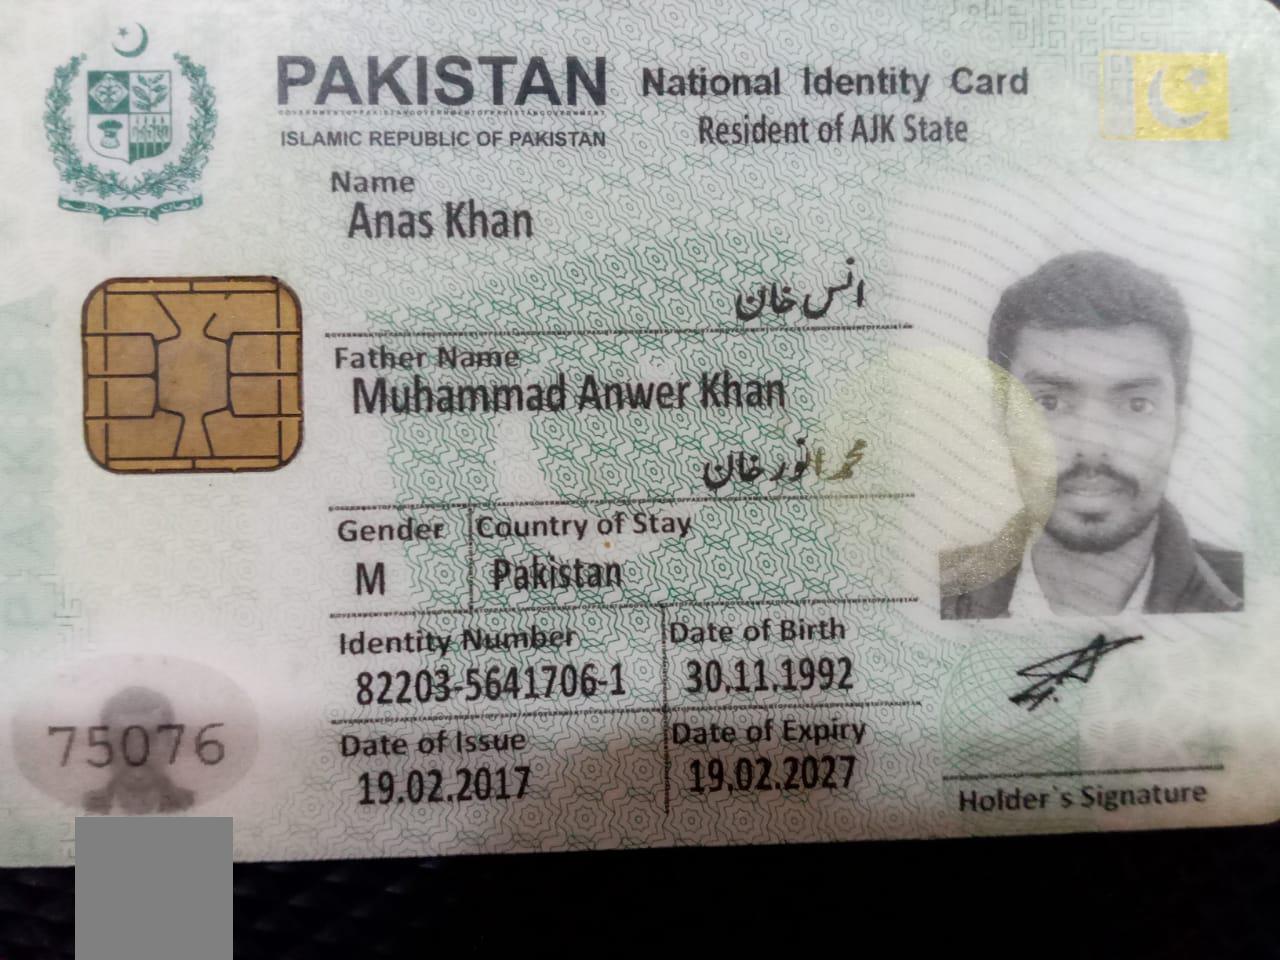 PAKISTAN National Identity Card
ISLAMIC REPUBLIC OF PAKISTAN Resident of AJK State
Name
Anas Khan
انس خان
Father Name
Muhammad Anwer Khan
محمد انور خان
Gender Country of Stay
M Pakistan
Identity Number Date of Birth
82203-5641706-1 30.11.1992
75076
Date of Issue Date of Expiry
19.02.2017 19.02.2027
Holder`s Signature